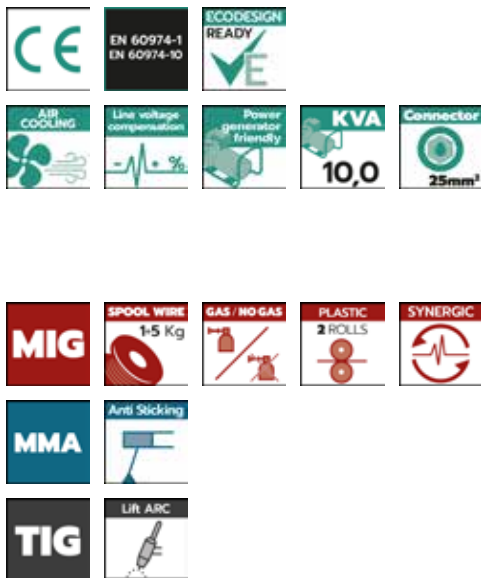 CE
EN 60974-1
EN 60974-10
ECODESIGN
READY
E
AIR
COOLING
Line voltage
compensation
- + %
Power
generator
friendly
KVA
10,0
Connector
25mm²
MIG
SPOOL WIRE
1÷5 Kg
GAS / NO GAS
PLASTIC
2 ROLLS
SYNERGIC
MMA
Anti Sticking
TIG
Lift ARC